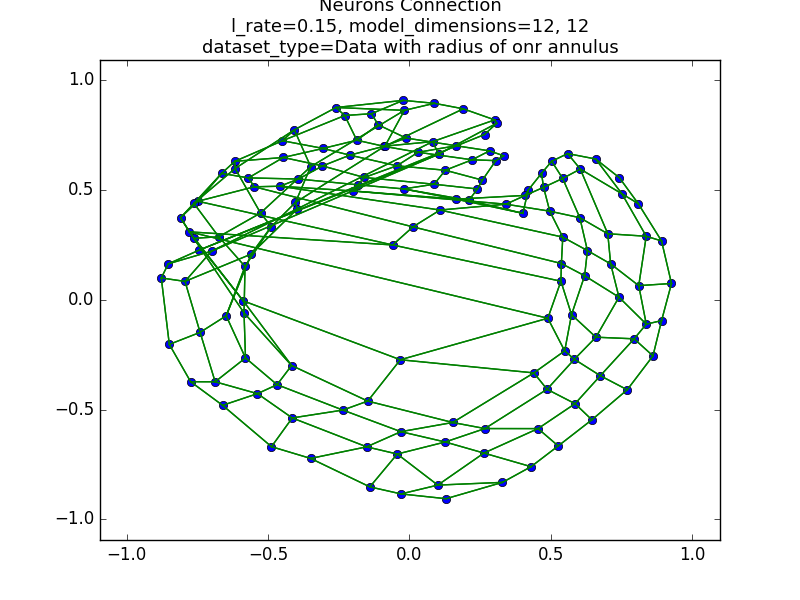 Neurons Connection
l_rate=0.15, model_dimensions=12, 12
dataset_type=Data with radius of onr annulus
1.0
0.5
0.0
−0.5
−1.0
−1.0 −0.5 0.0 0.5 1.0